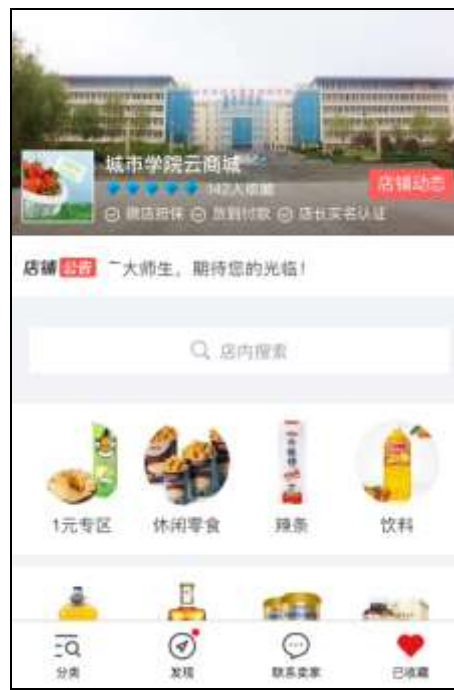 城市学院云商城
342人收藏
店铺动态
微店担保 货到付款 店长实名认证
店铺 公告 大师生，期待您的光临！
店内搜索
1元专区 休闲零食 辣条 饮料
分类 发现 联系卖家 已收藏